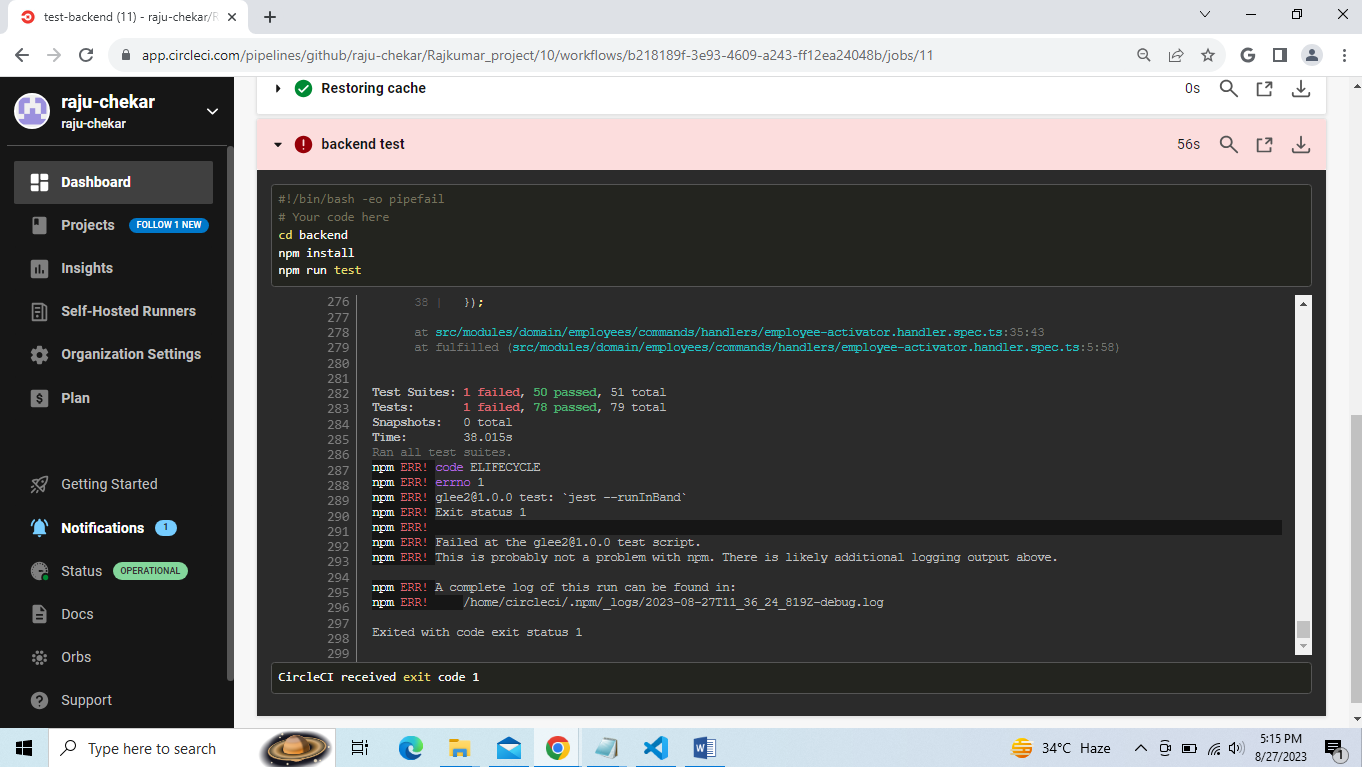 test-backend (11) - raju-chekar/R
app.circleci.com/pipelines/github/raju-chekar/Rajkumar_project/10/workflows/b218189f-3e93-4609-a243-ff12ea24048b/jobs/11
raju-chekar
raju-chekar
Dashboard
Projects FOLLOW 1 NEW
Insights
Self-Hosted Runners
Organization Settings
Plan
Getting Started
Notifications 1
Status OPERATIONAL
Docs
Orbs
Support
Restoring cache 0s
backend test 56s
#!/bin/bash -eo pipefail
# Your code here
cd backend
npm install
npm run test
276 38 | });
277
278 at src/modules/domain/employees/commands/handlers/employee-activator.handler.spec.ts:35:43
279 at fulfilled (src/modules/domain/employees/commands/handlers/employee-activator.handler.spec.ts:5:58)
280
281
282 Test Suites: 1 failed, 50 passed, 51 total
283 Tests: 1 failed, 78 passed, 79 total
284 Snapshots: 0 total
285 Time: 38.015s
286 Ran all test suites.
287 npm ERR! code ELIFECYCLE
288 npm ERR! errno 1
289 npm ERR! glee2@1.0.0 test: `jest --runInBand`
290 npm ERR! Exit status 1
291 npm ERR!
292 npm ERR! Failed at the glee2@1.0.0 test script.
293 npm ERR! This is probably not a problem with npm. There is likely additional logging output above.
294
295 npm ERR! A complete log of this run can be found in:
296 npm ERR! /home/circleci/.npm/_logs/2023-08-27T11_36_24_819Z-debug.log
297
298 Exited with code exit status 1
299
CircleCI received exit code 1
Type here to search
34°C Haze
5:15 PM
8/27/2023
1